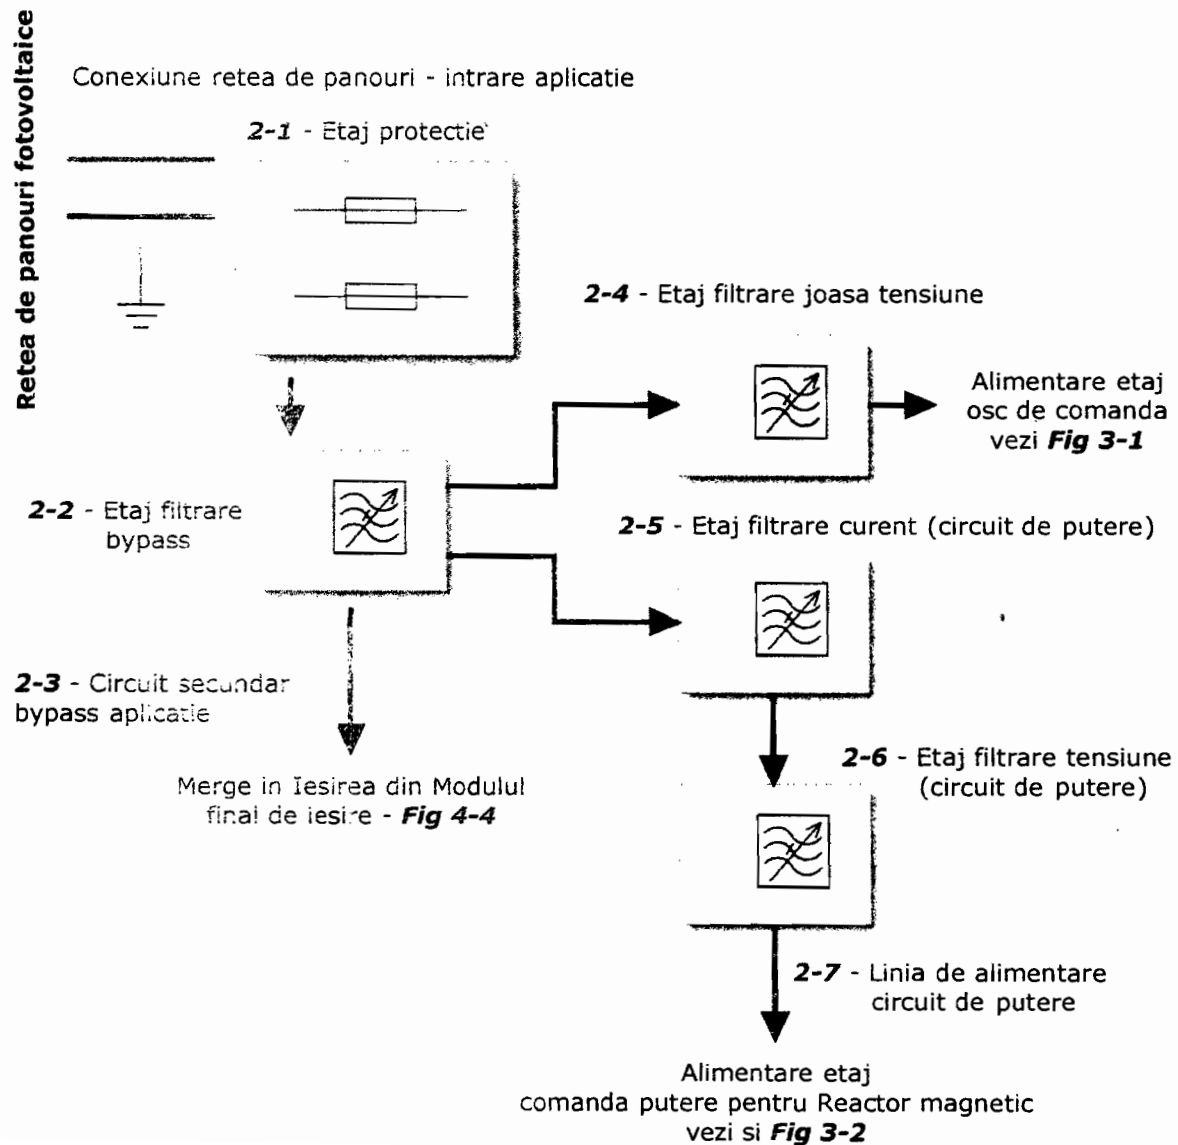 Retea de panouri fotovoltaice
Conexiune retea de panouri - intrare aplicatie
2-1 - Etaj protectie
2-4 - Etaj filtrare joasa tensiune
Alimentare etaj
osc de comanda
vezi Fig 3-1
2-2 - Etaj filtrare
bypass
2-5 - Etaj filtrare curent (circuit de putere)
2-3 - Circuit secundar
bypass aplicatie
Merge in Iesirea din Modulul
final de iesire - Fig 4-4
2-6 - Etaj filtrare tensiune
(circuit de putere)
2-7 - Linia de alimentare
circuit de putere
Alimentare etaj
comanda putere pentru Reactor magnetic
vezi si Fig 3-2